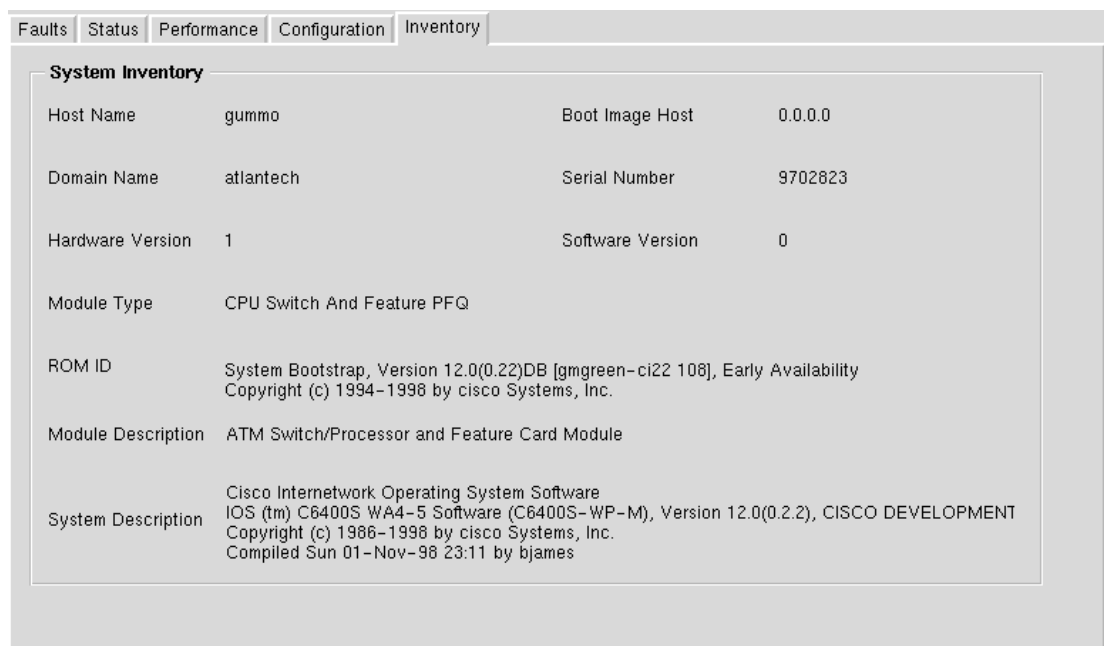 Faults Status Performance Configuration Inventory
System Inventory
Host Name gummo Boot Image Host 0.0.0.0
Domain Name atlantech Serial Number 9702823
Hardware Version 1 Software Version 0
Module Type CPU Switch And Feature PFQ
ROM ID System Bootstrap, Version 12.0(0.22)DB [gmgreen-ci22 108], Early Availability
Copyright (c) 1994-1998 by cisco Systems, Inc.
Module Description ATM Switch/Processor and Feature Card Module
Cisco Internetwork Operating System Software
System Description IOS (tm) C6400S WA4-5 Software (C6400S-WP-M), Version 12.0(0.2.2), CISCO DEVELOPMENT
Copyright (c) 1986-1998 by cisco Systems, Inc.
Compiled Sun 01-Nov-98 23:11 by bjames